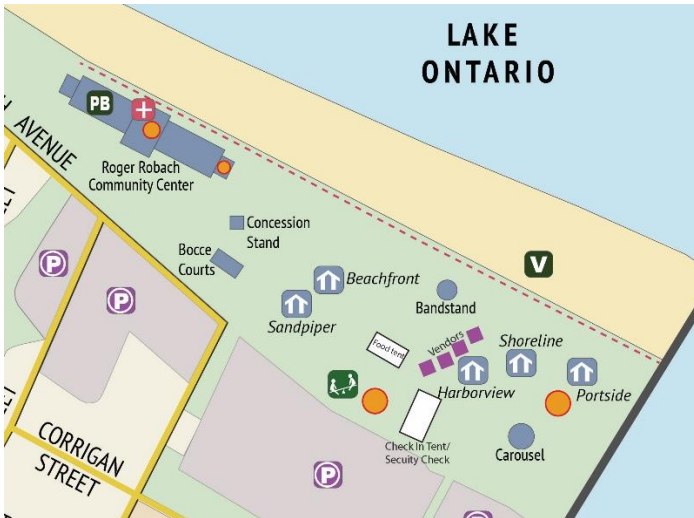 LAKE
ONTARIO
PB
AVENUE
Roger Robach
Community Center
Concession
Stand
Bocce
Courts
V
P
P
Beachfront
Sandpiper
Bandstand
Food tent
Vendors
Shoreline
Harborview
Portside
Check In Tent/
Secuity Check
Carousel
CORRIGAN
STREET
P
P